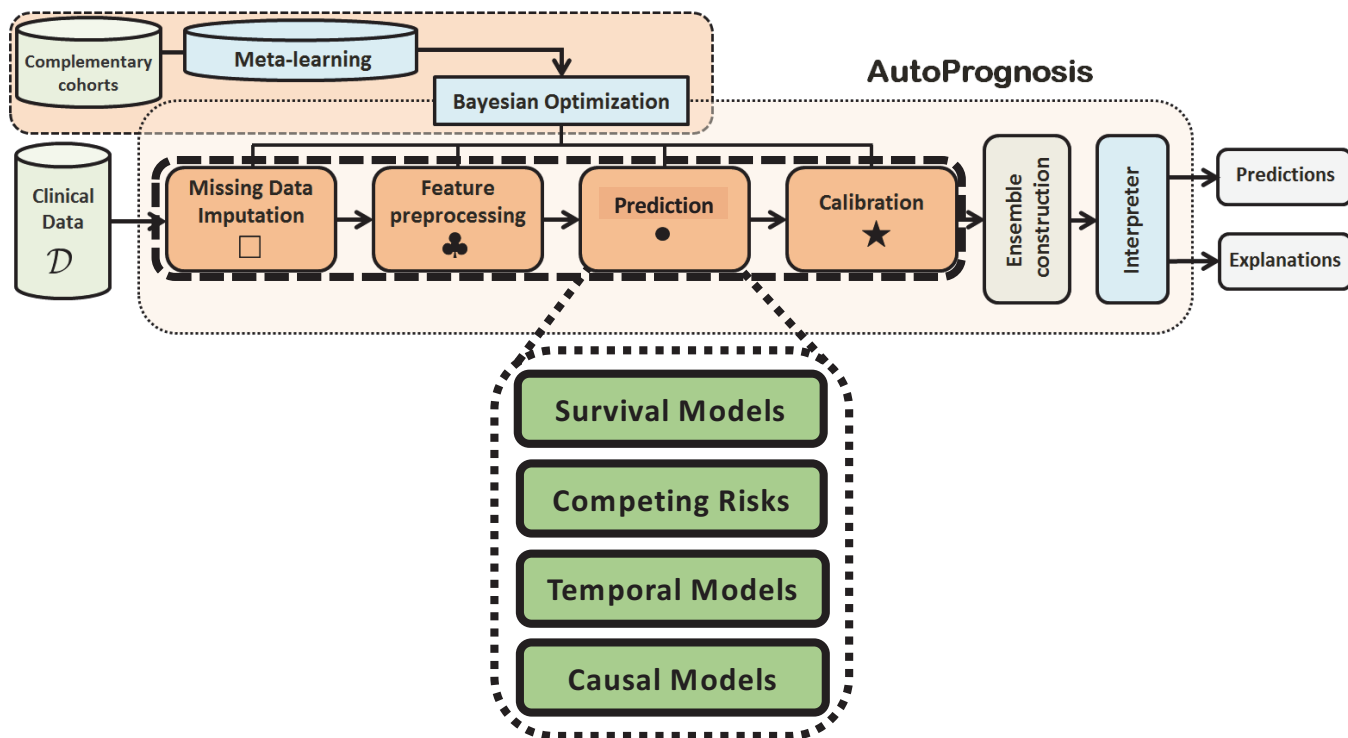 Complementary
cohorts
Meta-learning
Bayesian Optimization
AutoPrognosis
Clinical
Data
𝒟
Missing Data
Imputation
□
Feature
preprocessing
♣
Prediction
●
Calibration
★
Ensemble
construction
Interpreter
Predictions
Explanations
Survival Models
Competing Risks
Temporal Models
Causal Models